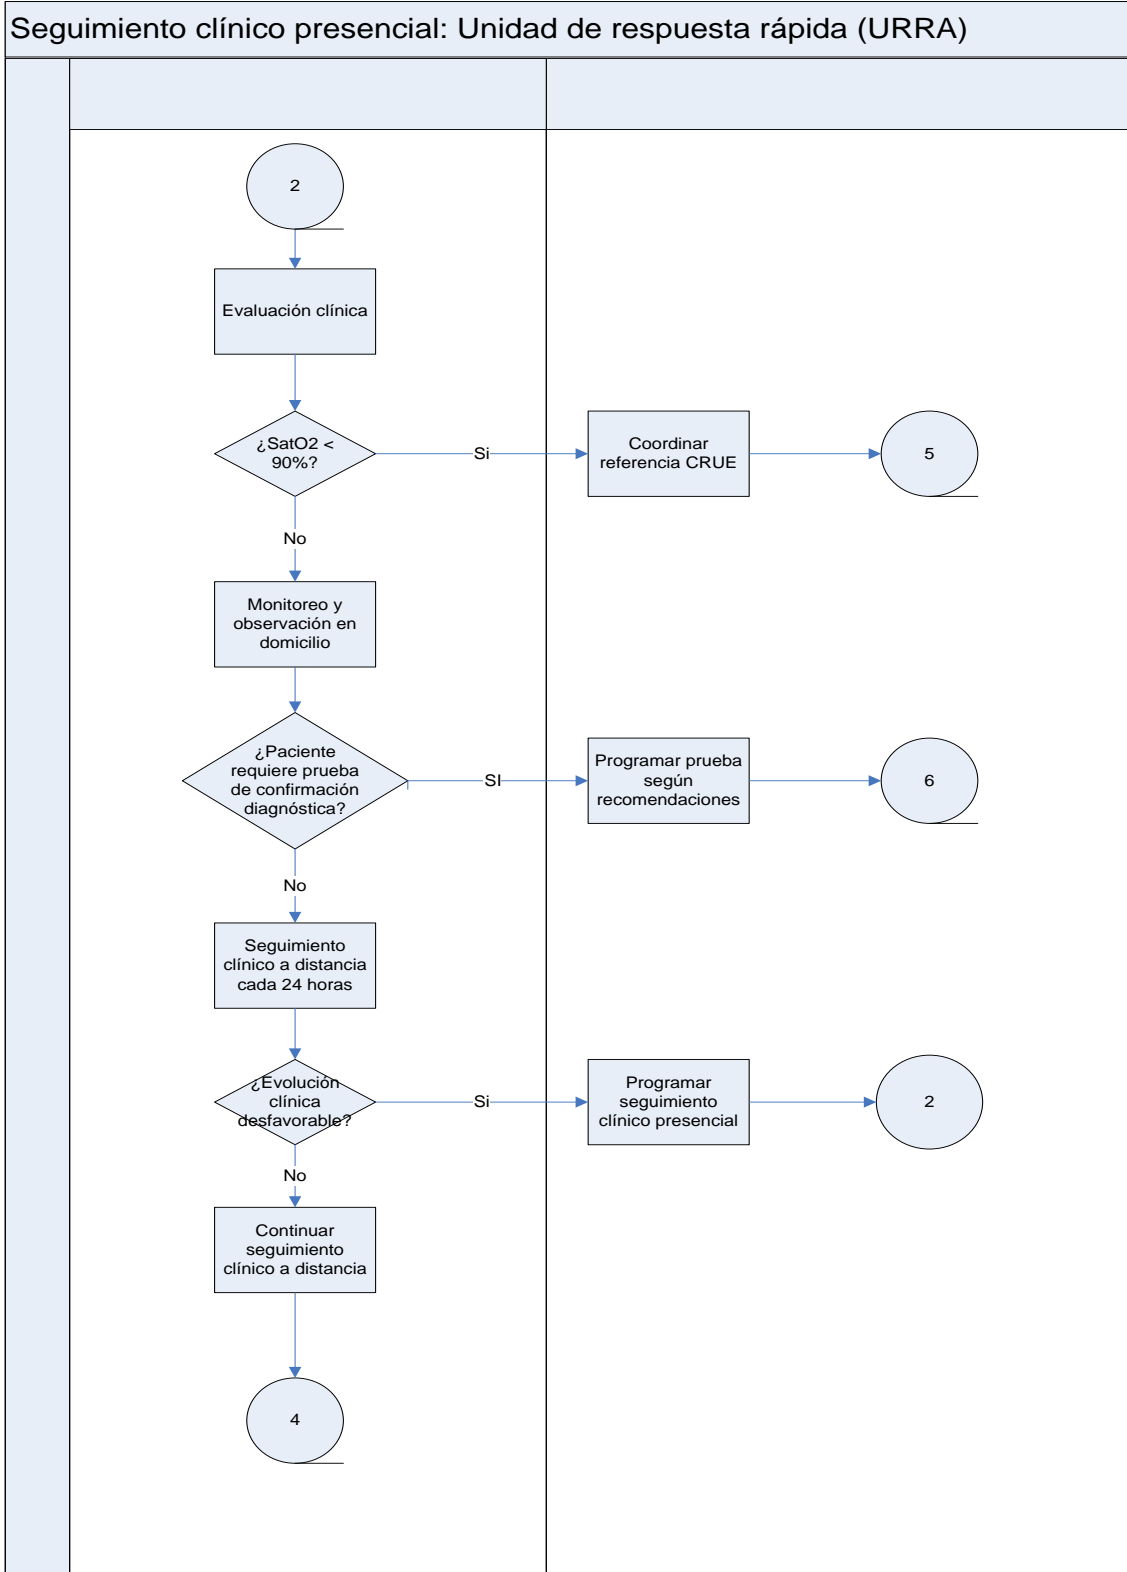 Seguimiento clínico presencial: Unidad de respuesta rápida (URRA)
2
Evaluación clínica
¿SatO2 <
90%?
Si
Coordinar
referencia CRUE
5
No
Monitoreo y
observación en
domicilio
¿Paciente
requiere prueba
de confirmación
diagnóstica?
SI
Programar prueba
según
recomendaciones
6
No
Seguimiento
clínico a distancia
cada 24 horas
¿Evolución
clínica
desfavorable?
Si
Programar
seguimiento
clínico presencial
2
No
Continuar
seguimiento
clínico a distancia
4